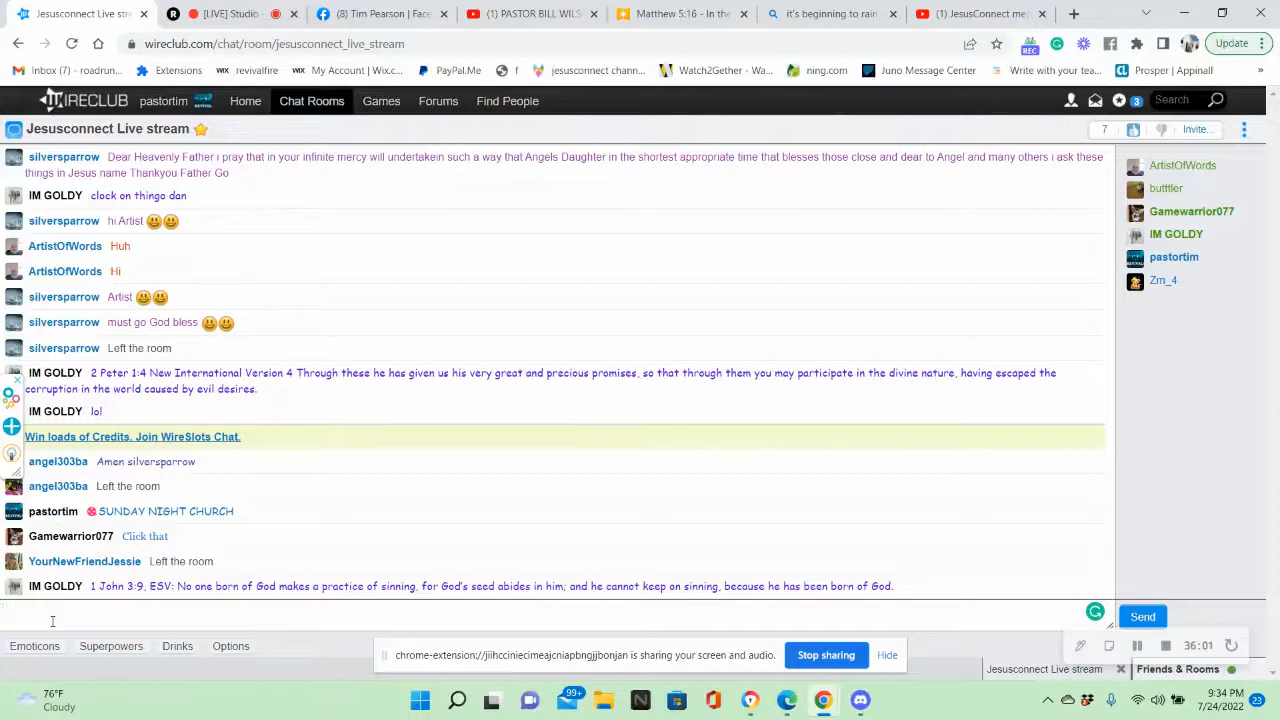 Jesusconnect Live stre
[LIVE] Studio -
(8) Tim Pearson | Face
(1) PASTOR BILL WILS
Matthew 5:16 - In the
it's beginning to ra
(1) JesusConnect me
wireclub.com/chat/room/jesusconnect_live_stream
REC
Update
Inbox (7) - roadrun...
Extensions
WIX revivalfire
WIX My Account | Wix.c...
PayPal.Me
f
jesusconnect chann...
Watch2Gether - Wa...
ning.com
Juno Message Center
Write with your tea...
Prosper | Appinall
»
WIRECLUB pastortim Home Chat Rooms Games Forums Find People 3 Search
Jesusconnect Live stream 7 Invite...
silversparrow Dear Heavenly Father i pray that in your infinite mercy will undertakein such a way that Angels Daughter in the shortest appropriate time that blesses those close and dear to Angel and many others i ask these
things in Jesus name Thankyou Father Go
IM GOLDY clock on thingo dan
silversparrow hi Artist
ArtistOfWords Huh
ArtistOfWords Hi
silversparrow Artist
silversparrow must go God bless
silversparrow Left the room
IM GOLDY 2 Peter 1:4 New International Version 4 Through these he has given us his very great and precious promises, so that through them you may participate in the divine nature, having escaped the
corruption in the world caused by evil desires.
IM GOLDY lol
Win loads of Credits. Join WireSlots Chat.
angel303ba Amen silversparrow
angel303ba Left the room
pastortim SUNDAY NIGHT CHURCH
Gamewarrior077 Click that
YourNewFriendJessie Left the room
IM GOLDY 1 John 3:9, ESV: No one born of God makes a practice of sinning, for God's seed abides in him; and he cannot keep on sinning, because he has been born of God.
ArtistOfWords
butttler
Gamewarrior077
IM GOLDY
pastortim
Zm_4
Send
Emoticons Superpowers Drinks Options
chrome-extension://jiihcciniecimeajcniapbngjjbonjan is sharing your screen and audio. Stop sharing Hide
36:01
Jesusconnect Live stream Friends & Rooms
76°F
Cloudy
99+
9:34 PM
7/24/2022
23